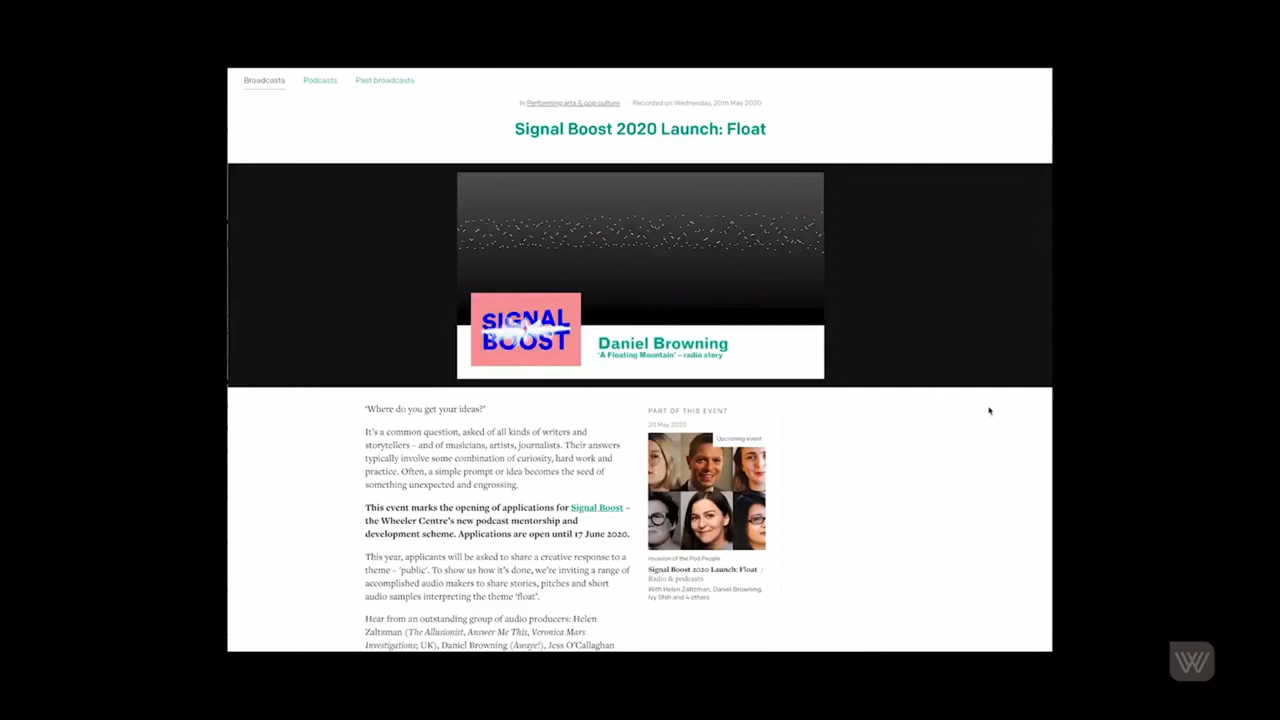 Broadcasts Podcasts Past broadcasts
In Performing arts & pop culture · Recorded on Wednesday, 20th May 2020
Signal Boost 2020 Launch: Float
SIGNAL
BOOST
Daniel Browning
'A Floating Mountain' – radio story
'Where do you get your ideas?'
It's a common question, asked of all kinds of writers and
storytellers – and of musicians, artists, journalists. Their answers
typically involve some combination of curiosity, hard work and
practice. Often, a simple prompt or idea becomes the seed of
something unexpected and engrossing.
This event marks the opening of applications for Signal Boost –
the Wheeler Centre's new podcast mentorship and
development scheme. Applications are open until 17 June 2020.
This year, applicants will be asked to share a creative response to a
theme – 'public'. To show us how it's done, we're inviting a range of
accomplished audio makers to share stories, pitches and short
audio samples interpreting the theme 'float'.
Hear from an outstanding group of audio producers: Helen
Zaltzman (The Allusionist, Answer Me This, Veronica Mars
Investigations; UK), Daniel Browning (Awaye!), Jess O'Callaghan
PART OF THIS EVENT
20 May 2020
Upcoming event
Invasion of the Pod People
Signal Boost 2020 Launch: Float /
Radio & podcasts
With Helen Zaltzman, Daniel Browning,
Ivy Shih and 4 others
W